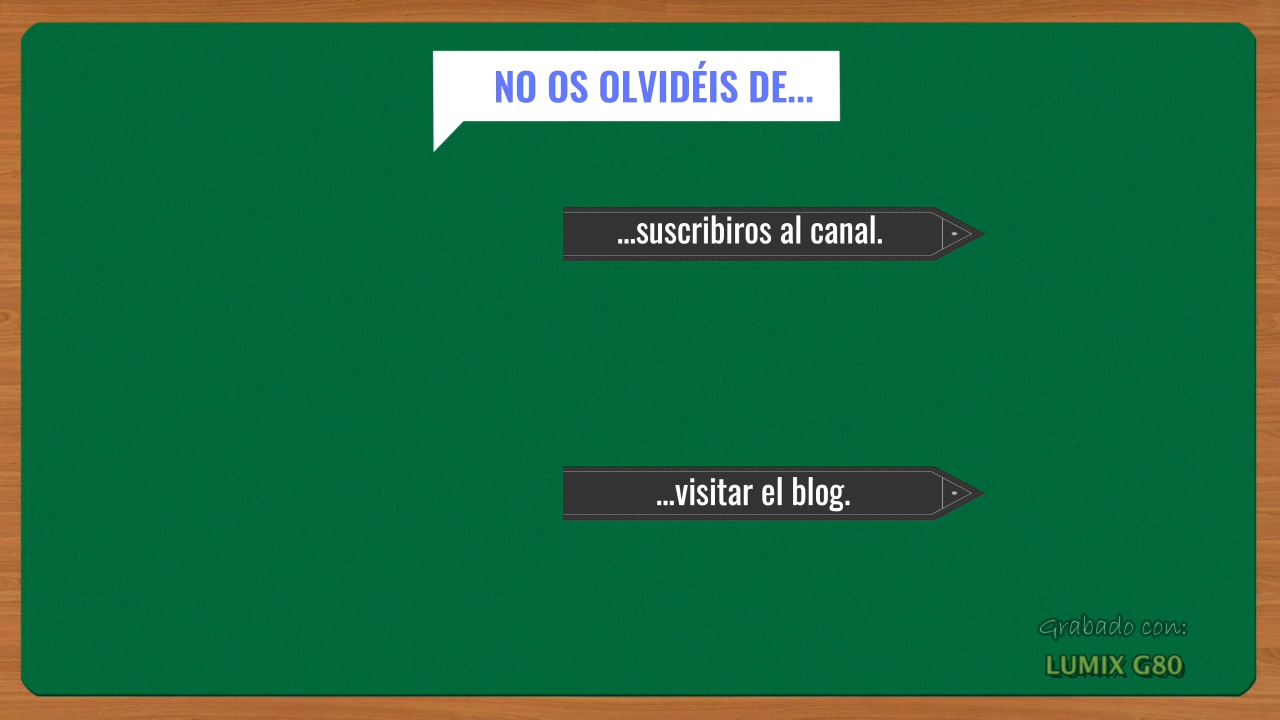 NO OS OLVIDÉIS DE...
...suscribiros al canal.
...visitar el blog.
Grabado con:
LUMIX G80